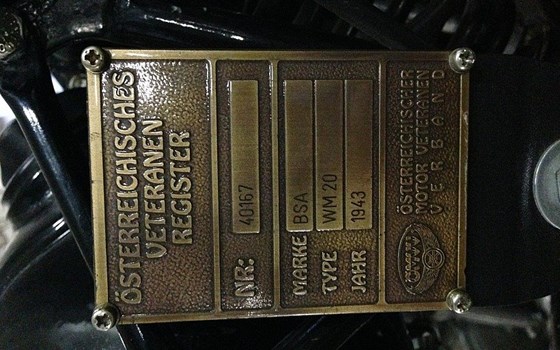 ÖSTERREICHISCHES
VETERANEN
REGISTER
NR: 40167
MARKE BSA
TYPE WM 20
JAHR 1943
ÖSTERREICHISCHER
MOTOR VETERANEN
VERBAND